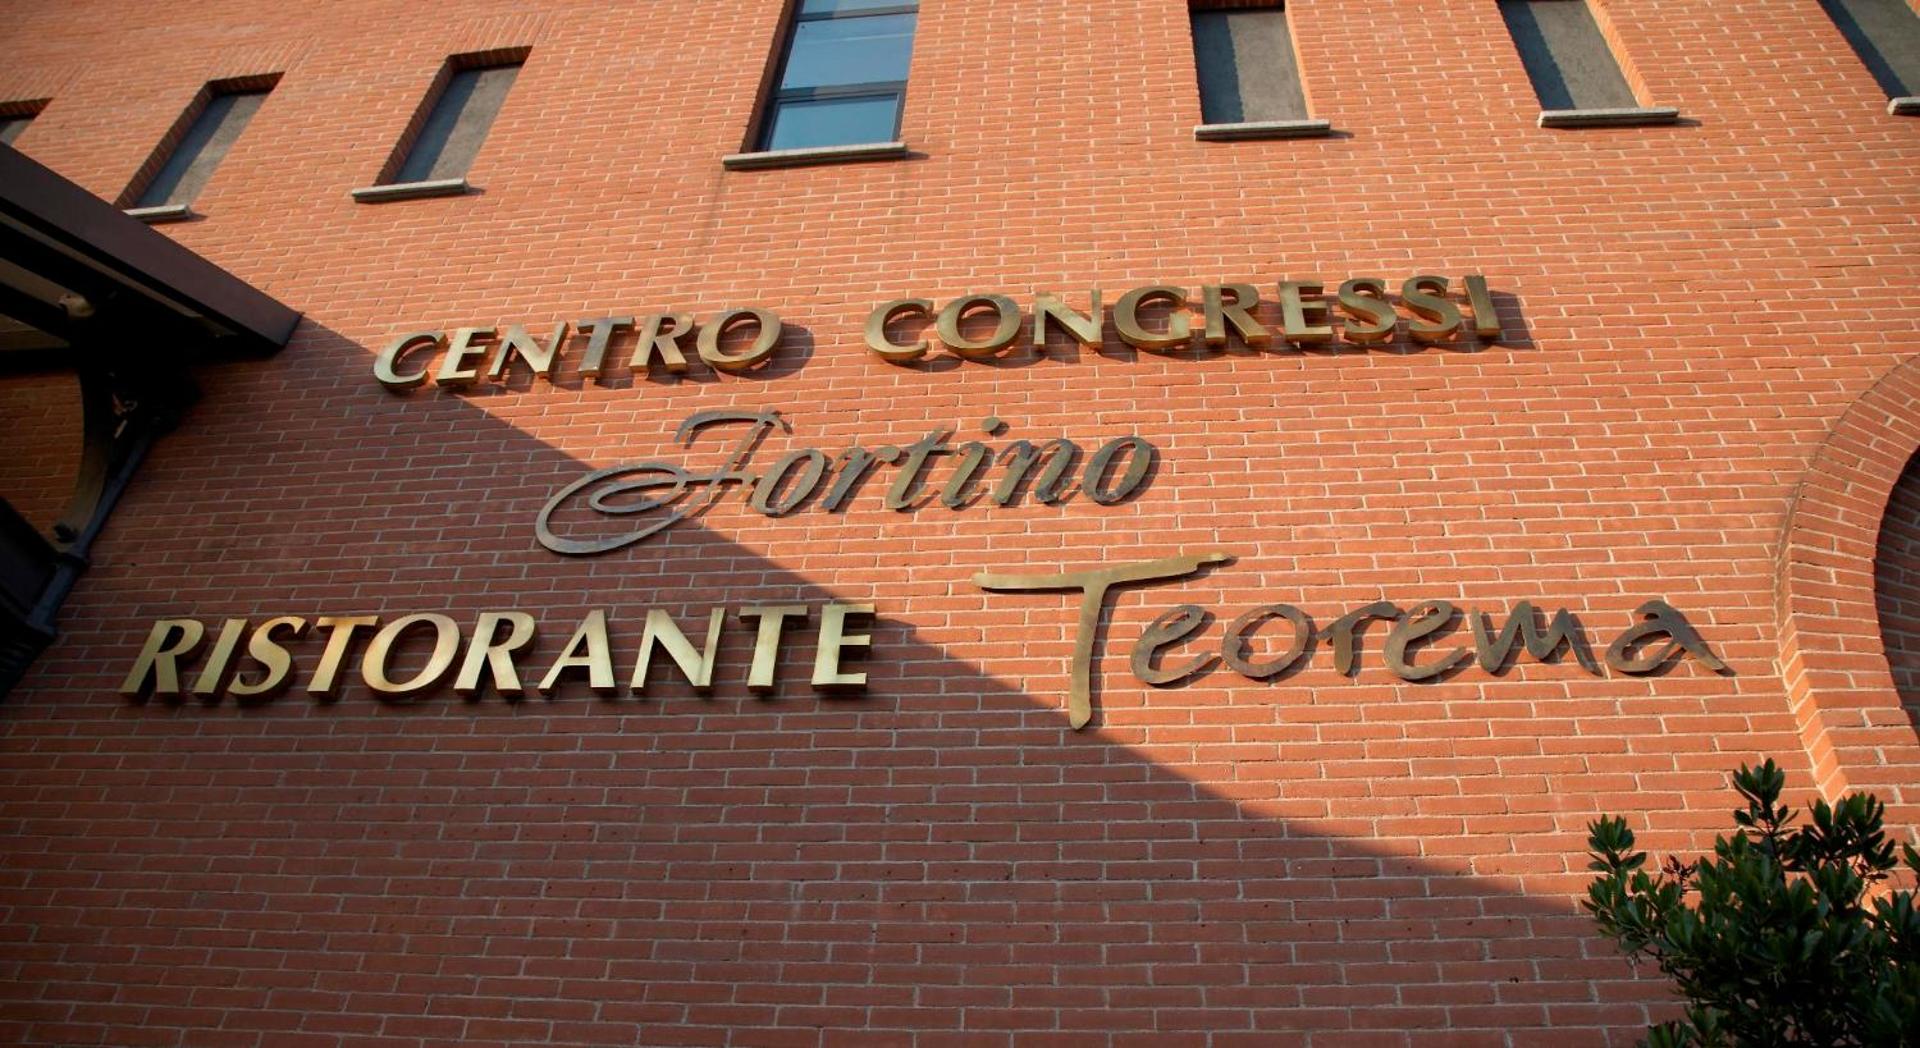 CENTRO CONGRESSI
Fortino
RISTORANTE Teorema